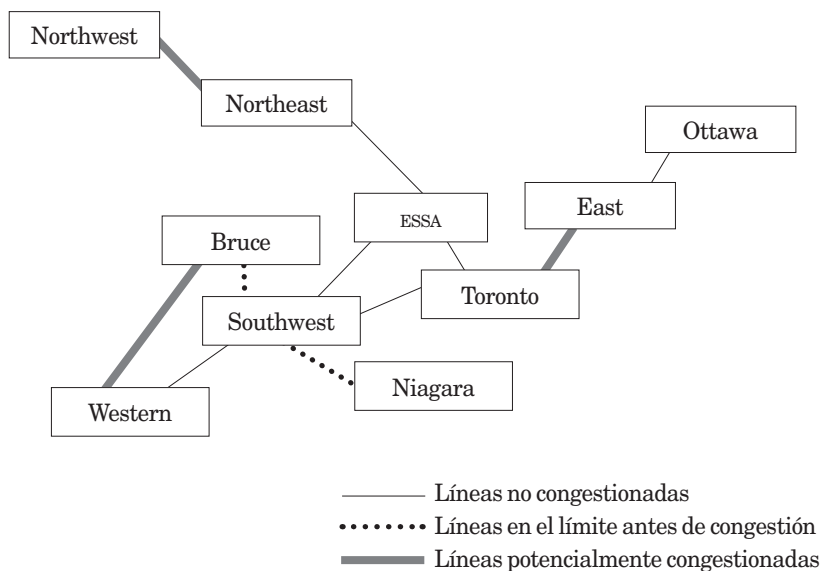 Northwest
Northeast
Ottawa
East
ESSA
Bruce
Toronto
Southwest
Niagara
Western
Líneas no congestionadas
Líneas en el límite antes de congestión
Líneas potencialmente congestionadas